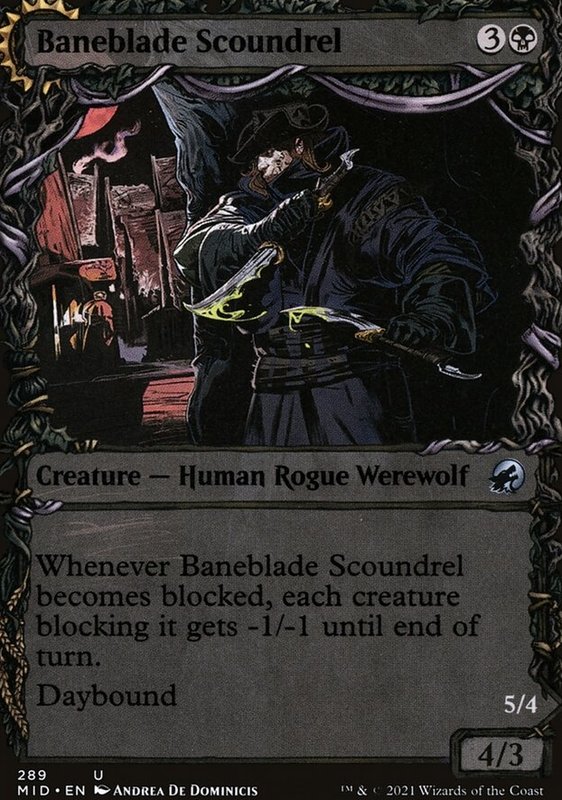 Baneblade Scoundrel 3
Creature — Human Rogue Werewolf
Whenever Baneblade Scoundrel
becomes blocked, each creature
blocking it gets -1/-1 until end of
turn.
Daybound
5/4
4/3
289 U
MID • EN Andrea De Dominicis ™ & © 2021 Wizards of the Coast